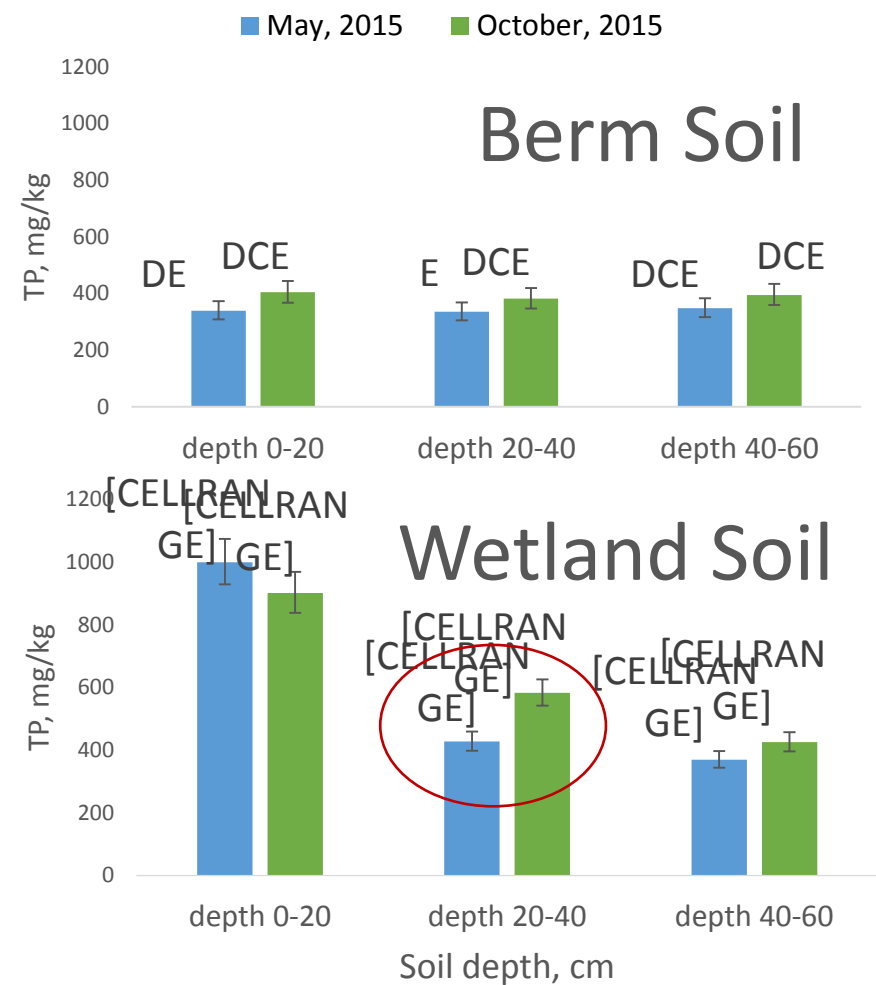 May, 2015 October, 2015
Berm Soil
TP, mg/kg
1200
1000
800
600
400
200
0
DE DCE E DCE DCE DCE
depth 0-20 depth 20-40 depth 40-60
Wetland Soil
TP, mg/kg
1200
1000
800
600
400
200
0
[CELLRAN
GE]
[CELLRAN
GE]
[CELLRAN
GE]
[CELLRAN
GE]
[CELLRAN
GE]
[CELLRAN
GE]
depth 0-20 depth 20-40 depth 40-60
Soil depth, cm